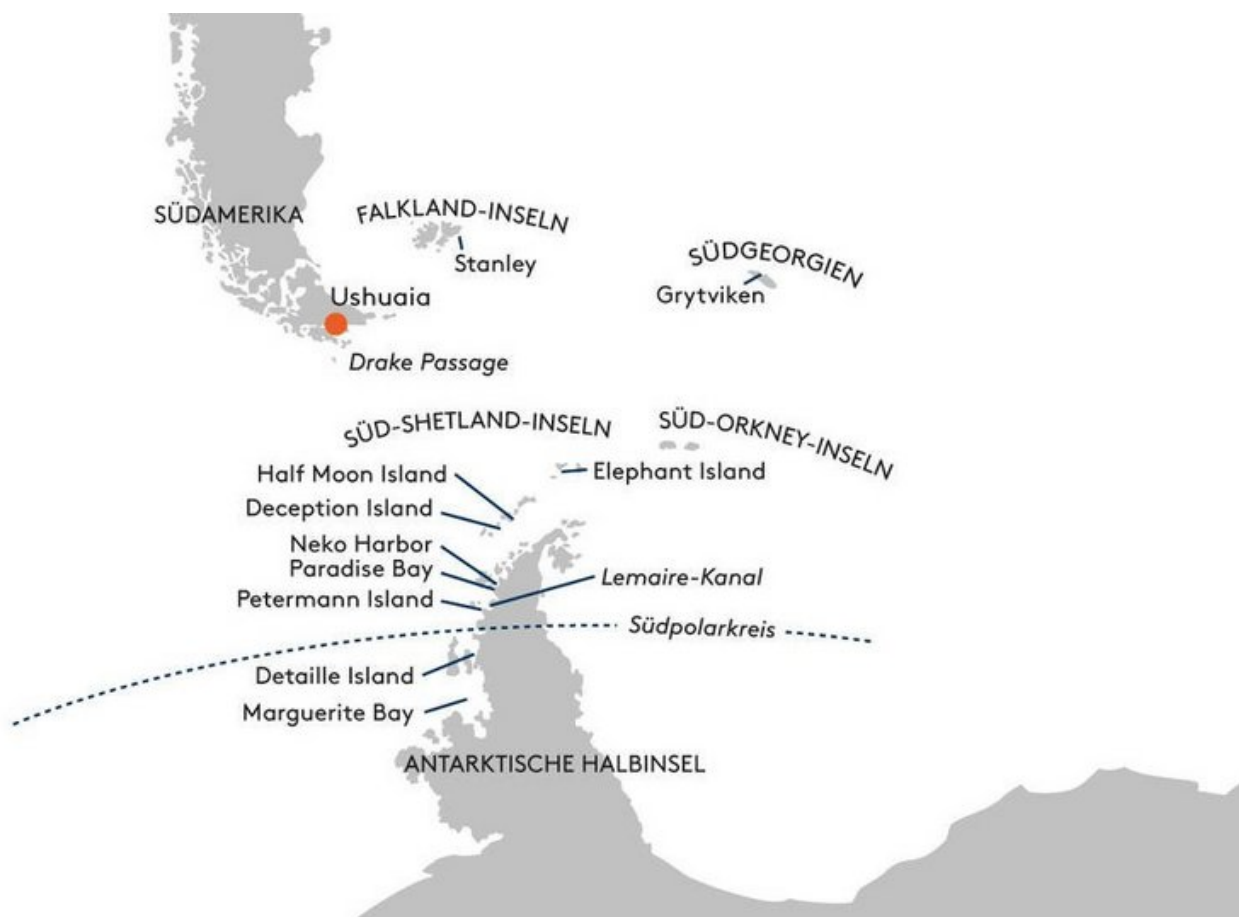 SÜDAMERIKA
FALKLAND-INSELN
Stanley
SÜDGEORGIEN
Grytviken
Ushuaia
Drake Passage
SÜD-SHETLAND-INSELN
SÜD-ORKNEY-INSELN
Half Moon Island
Elephant Island
Deception Island
Neko Harbor
Paradise Bay
Lemaire-Kanal
Petermann Island
Südpolarkreis
Detaille Island
Marguerite Bay
ANTARKTISCHE HALBINSEL